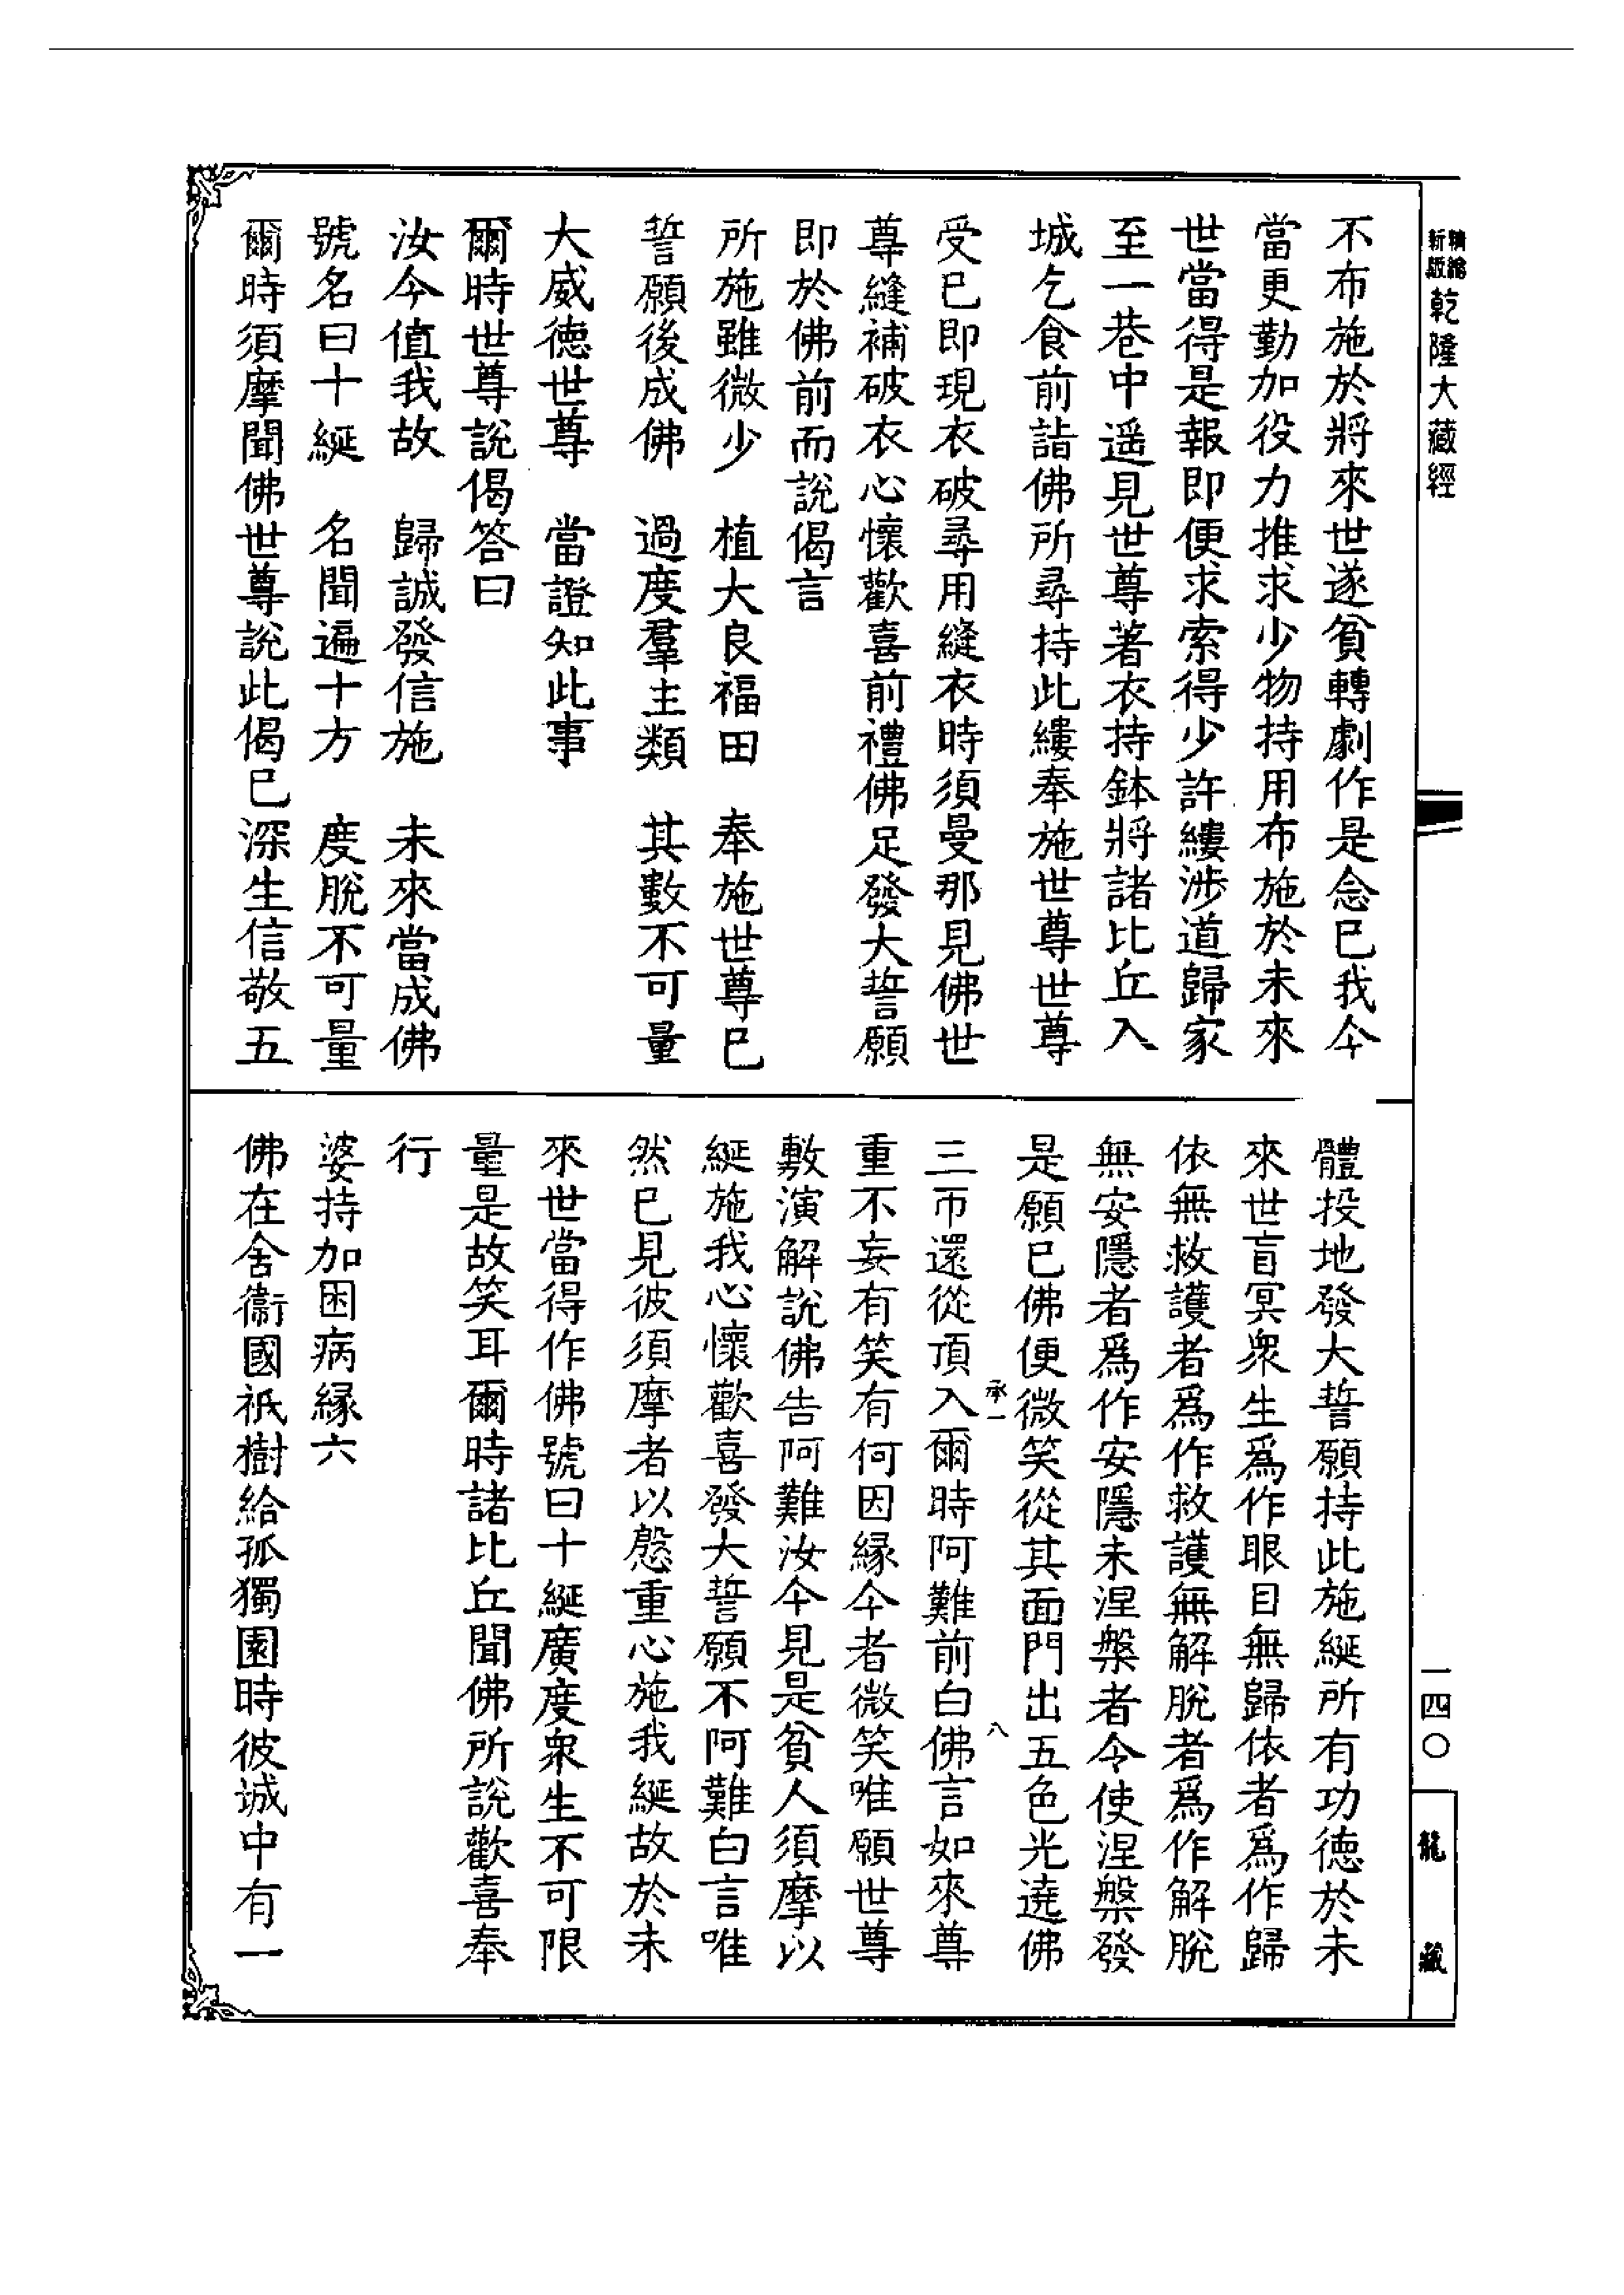 精縮新版乾隆大藏經
不布施於將來世遂貧轉劇作是念已我今
當更勤加役力推求少物持用布施於未來
世當得是報即便求索得少許縷涉道歸家
至一巷中遥見世尊著衣持鉢將諸比丘入
城乞食前詣佛所尋持此縷奉施世尊世尊
受已即現衣破尋用縫衣時須曼那見佛世
尊縫補破衣心懷歡喜前禮佛足發大誓願
即於佛前而說偈言
所施雖微少　植大良福田　奉施世尊已
誓願後成佛　過度羣生類　其數不可量
大威德世尊　當證知此事
爾時世尊說偈答曰
汝今值我故　歸誠發信施　未來當成佛
號名曰十綖　名聞遍十方　度脫不可量
爾時須摩聞佛世尊說此偈已深生信敬五
體投地發大誓願持此施綖所有功德於未
來世盲冥衆生爲作眼目無歸依者爲作歸
依無救護者爲作救護無解脫者爲作解脫
無安隱者爲作安隱未涅槃者令使涅槃發
是願已佛便微笑從其面門出五色光遶佛
承一　八
三帀還從頂入爾時阿難前白佛言如來尊
重不妄有笑有何因緣今者微笑唯願世尊
敷演解說佛告阿難汝今見是貧人須摩以
綖施我心懷歡喜發大誓願不阿難白言唯
然已見彼須摩者以慇重心施我綖故於未
來世當得作佛號曰十綖廣度衆生不可限
量是故笑耳爾時諸比丘聞佛所說歡喜奉
行
婆持加困病緣六
佛在舍衞國祇樹給孤獨園時彼城中有一
一四〇
龍藏